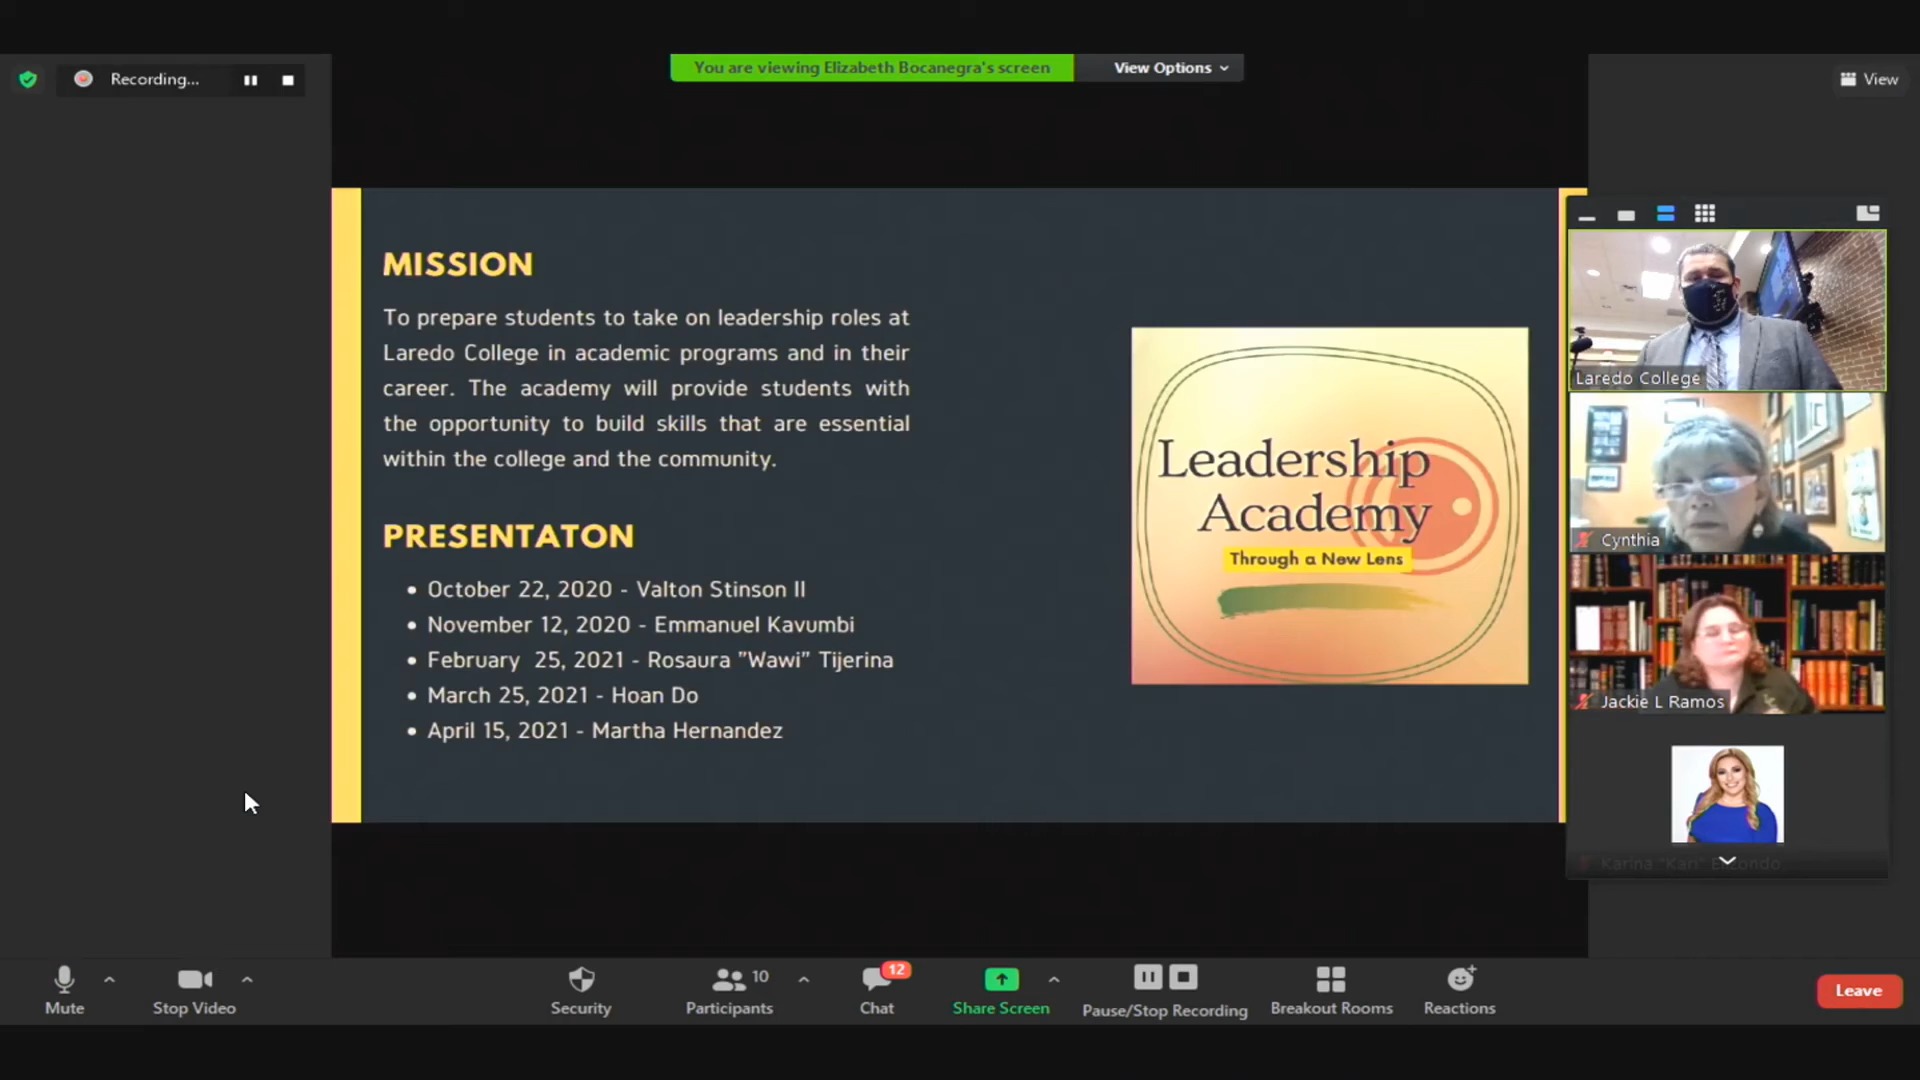 Recording...
You are viewing Elizabeth Bocanegra's screen
View Options
View
MISSION
To prepare students to take on leadership roles at
Laredo College in academic programs and in their
career. The academy will provide students with
the opportunity to build skills that are essential
within the college and the community.
PRESENTATON
• October 22, 2020 - Valton Stinson II
• November 12, 2020 - Emmanuel Kavumbi
• February 25, 2021 - Rosaura "Wawi" Tijerina
• March 25, 2021 - Hoan Do
• April 15, 2021 - Martha Hernandez
Leadership
Academy
Through a New Lens
Laredo College
Cynthia
Jackie L Ramos
Karina "Kari"
Mute
Stop Video
Security
Participants
10
Chat
12
Share Screen
Pause/Stop Recording
Breakout Rooms
Reactions
Leave